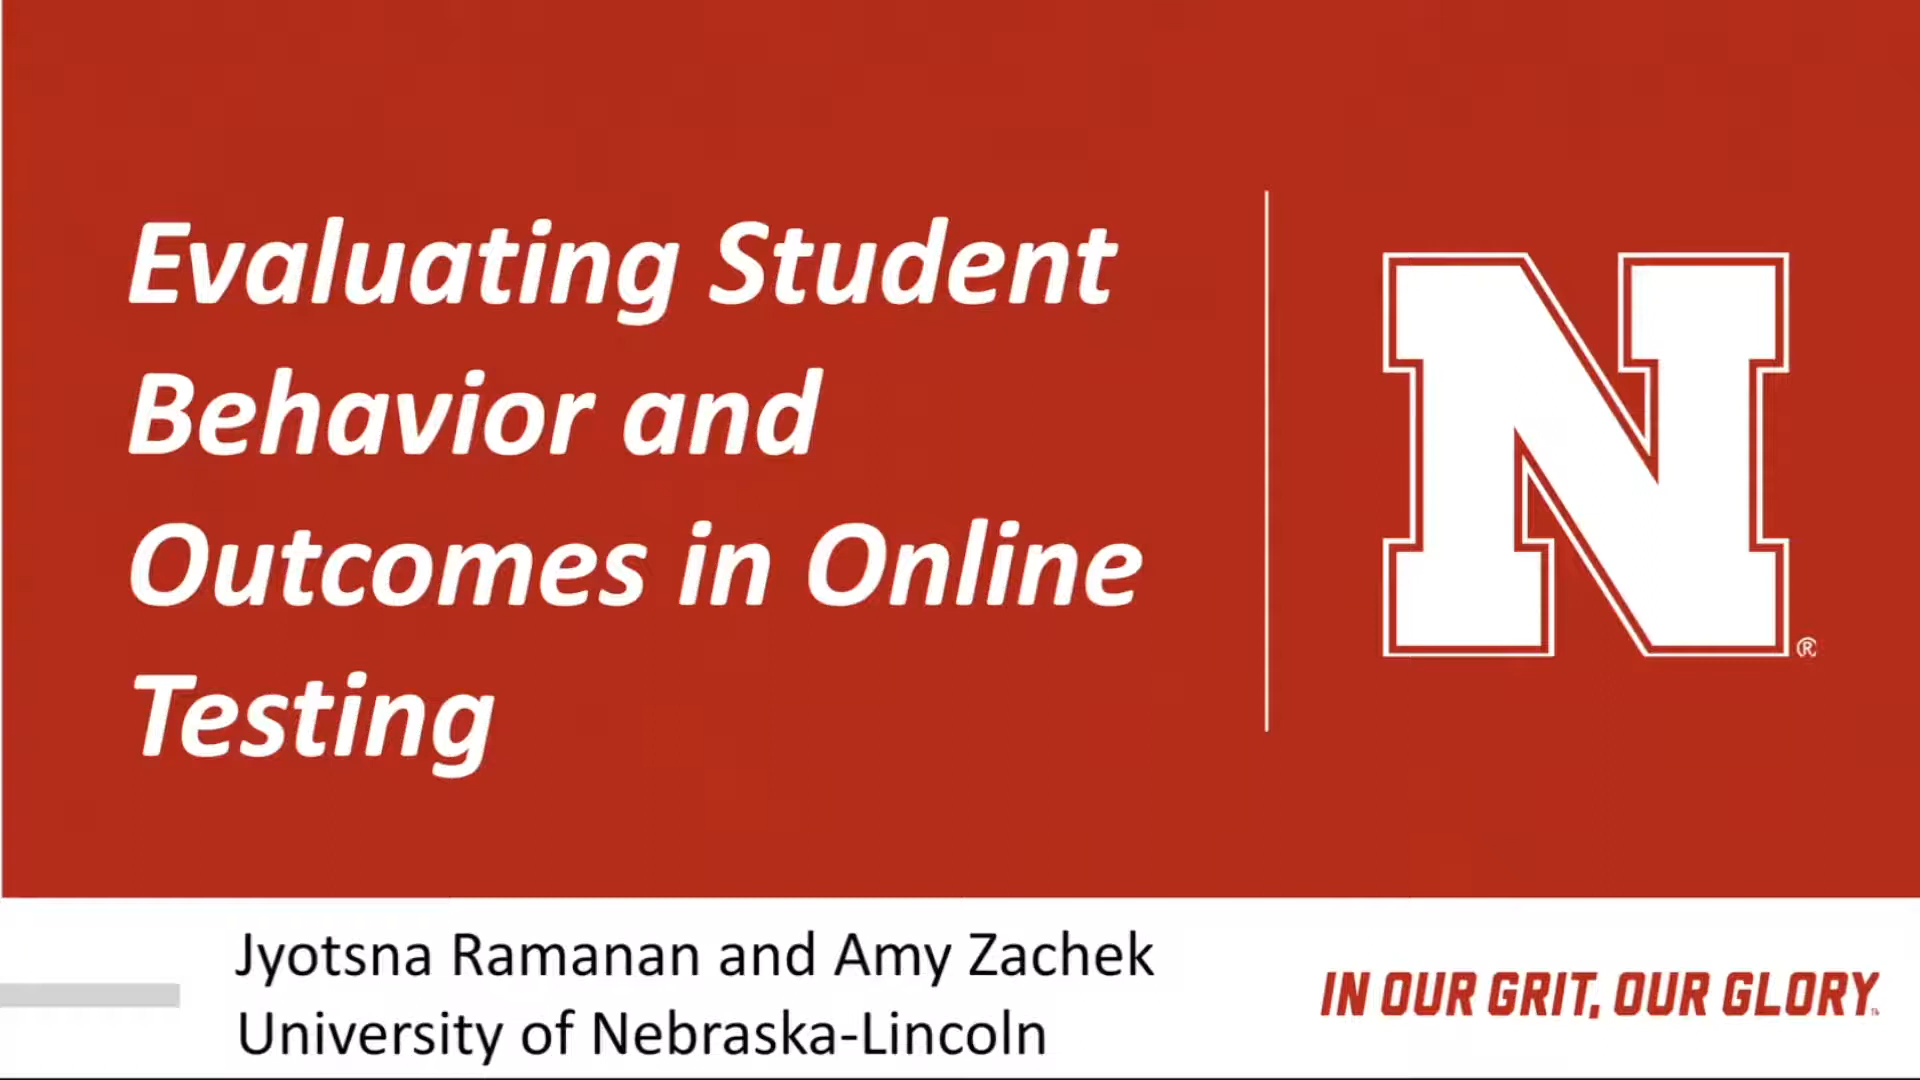 Evaluating Student
Behavior and
Outcomes in Online
Testing
N
®
Jyotsna Ramanan and Amy Zachek
University of Nebraska-Lincoln
IN OUR GRIT, OUR GLORY.